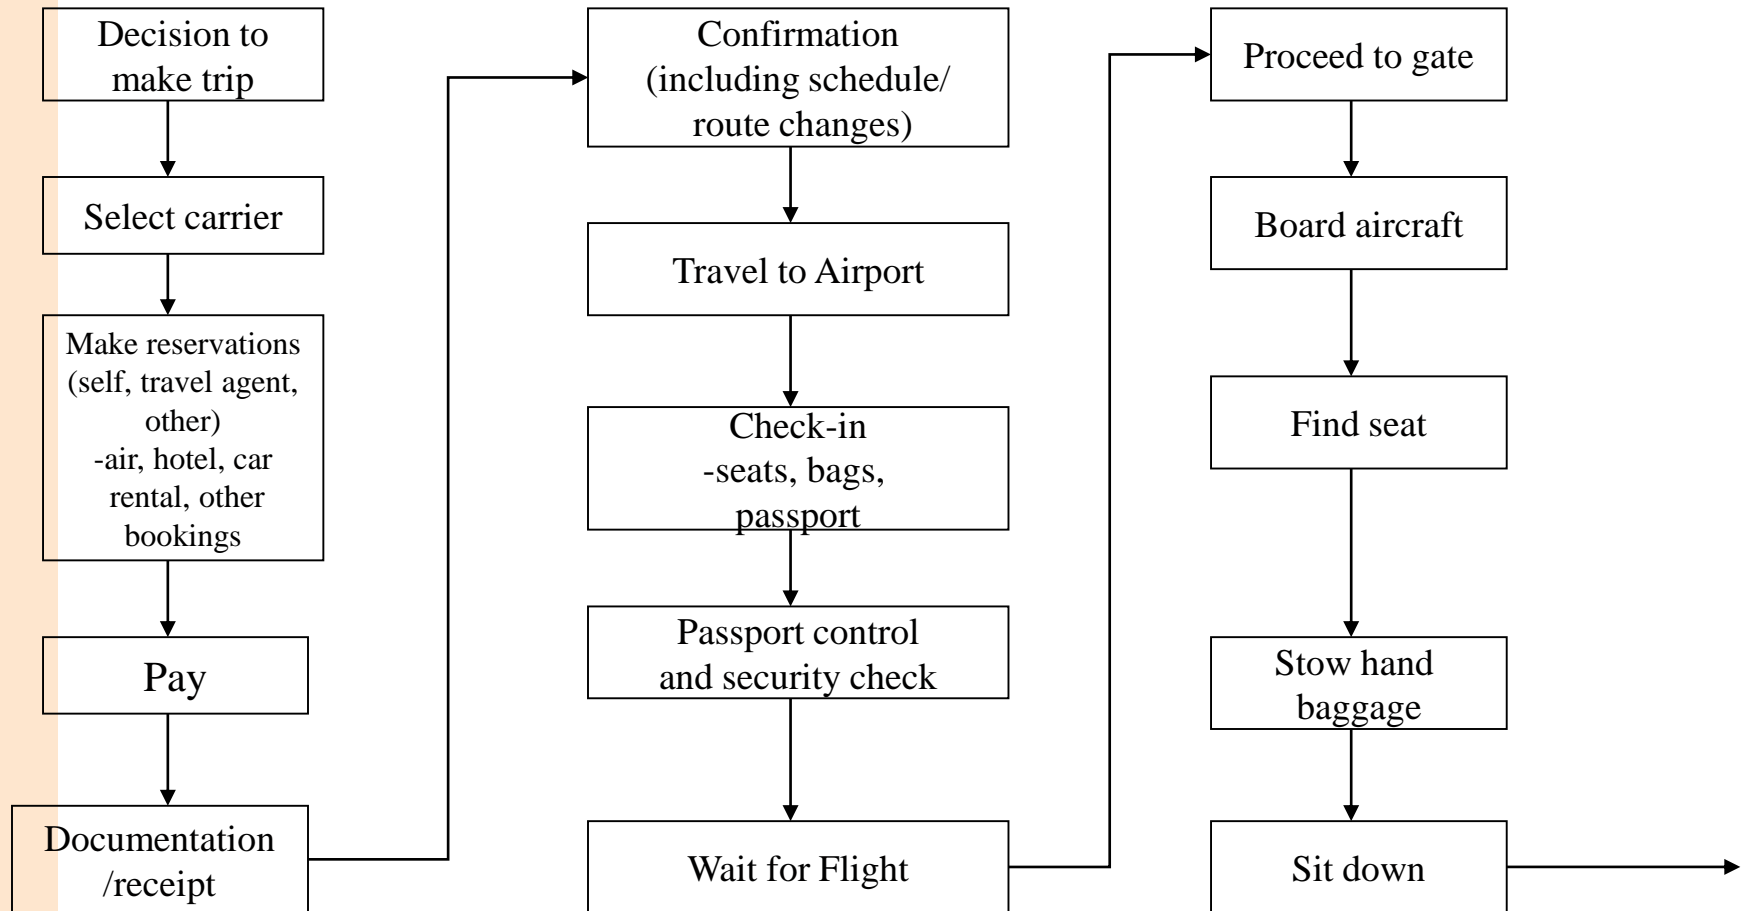 Decision to
make trip
Select carrier
Make reservations
(self, travel agent,
other)
-air, hotel, car
rental, other
bookings
Pay
Documentation
/receipt
Confirmation
(including schedule/
route changes)
Travel to Airport
Check-in
-seats, bags,
passport
Passport control
and security check
Wait for Flight
Proceed to gate
Board aircraft
Find seat
Stow hand
baggage
Sit down